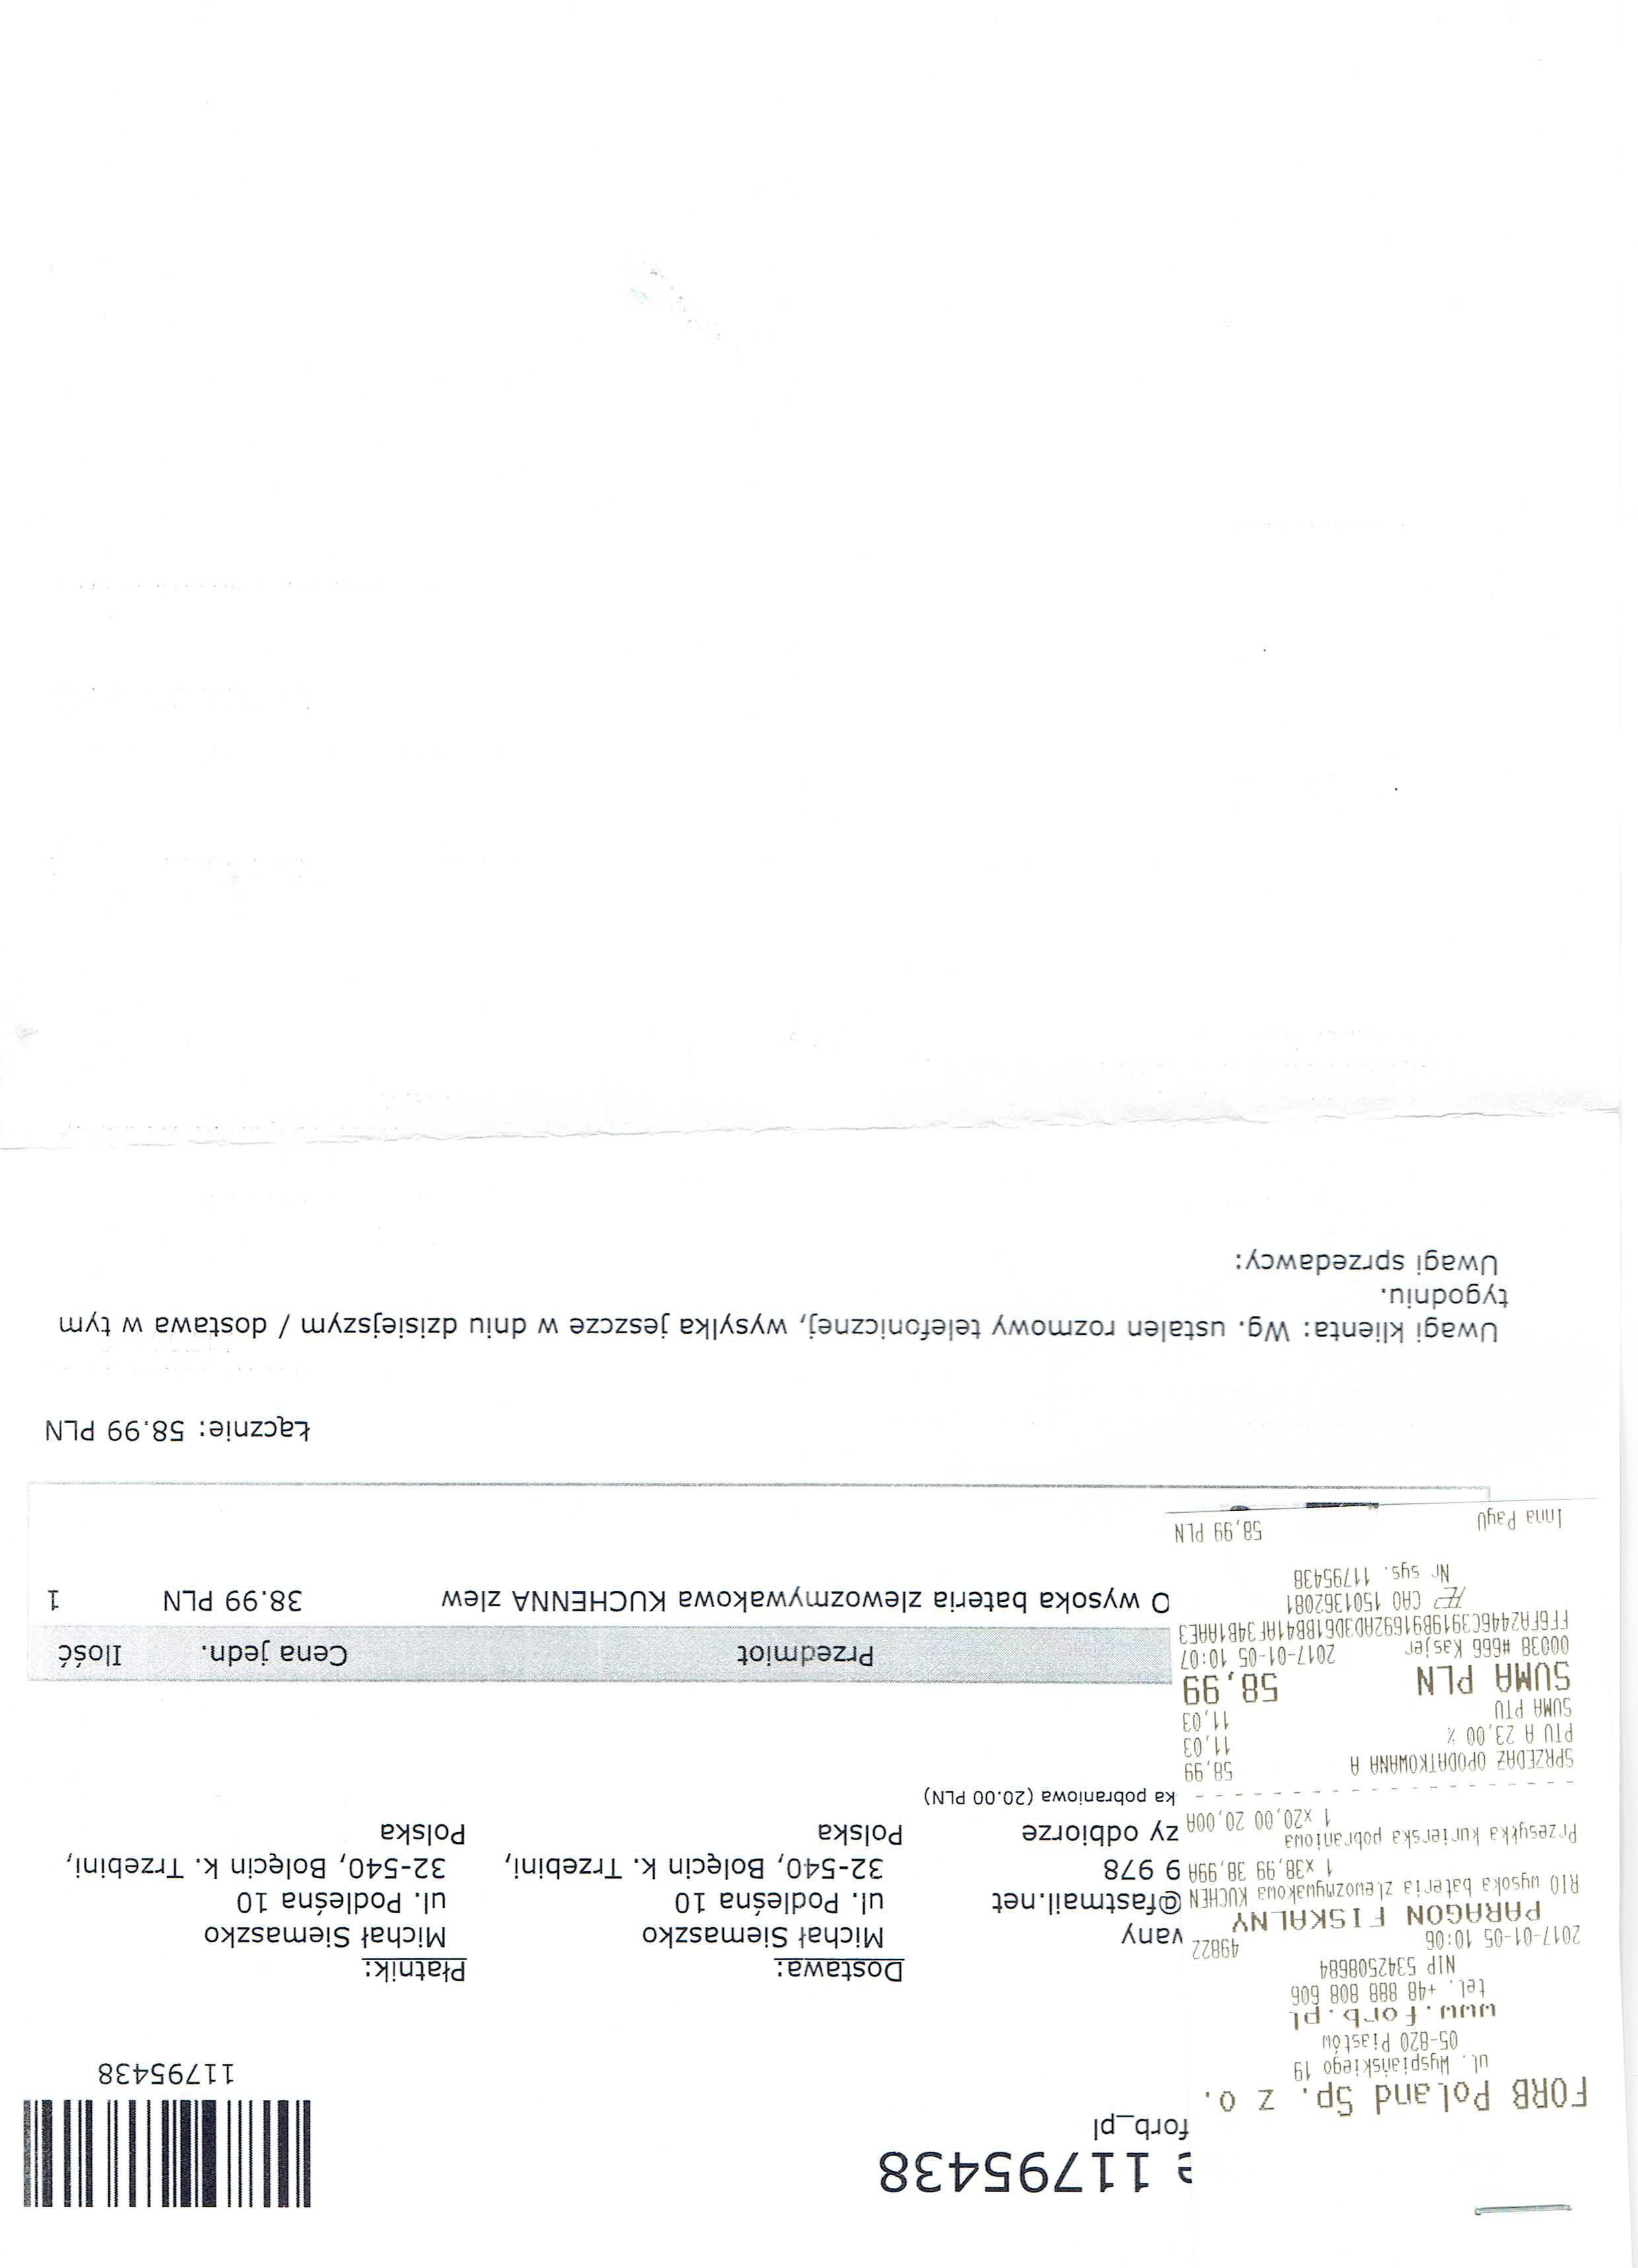 e 11795438
forb_pl
11795438
FORB Poland Sp. z o.
ul. Wyspiańskiego 19
05-820 Piastów
www.forb.pl
tel. +48 888 808 606
NIP 5342508684
2017-01-05 10:06 49822
PARAGON FISKALNY
RIO wysoka bateria zlewozmywakowa KUCHEN
1 x38,99 38,99A
Przesyłka kurierska pobraniowa
1 x20,00 20,00A
SPRZEDAŻ OPODATKOWANA A 58,99
PTU A 23,00 % 11,03
SUMA PTU 11,03
SUMA PLN 58,99
00038 #666 Kasjer 2017-01-05 10:07
CAO 1501362081
Nr sys. 11795438
Inna PayU 58,99 PLN
vany
@fastmail.net
9 978
zy odbiorze
ka pobraniowa (20.00 PLN)
Dostawa:
Michał Siemaszko
ul. Podleśna 10
32-540, Bolęcin k. Trzebini,
Polska
Płatnik:
Michał Siemaszko
ul. Podleśna 10
32-540, Bolęcin k. Trzebini,
Polska
Przedmiot Cena jedn. Ilość
O wysoka bateria zlewozmywakowa KUCHENNA zlew 38.99 PLN 1
Łącznie: 58.99 PLN
Uwagi klienta: Wg. ustalen rozmowy telefonicznej, wysylka jeszcze w dniu dzisiejszym / dostawa w tym
tygodniu.
Uwagi sprzedawcy: